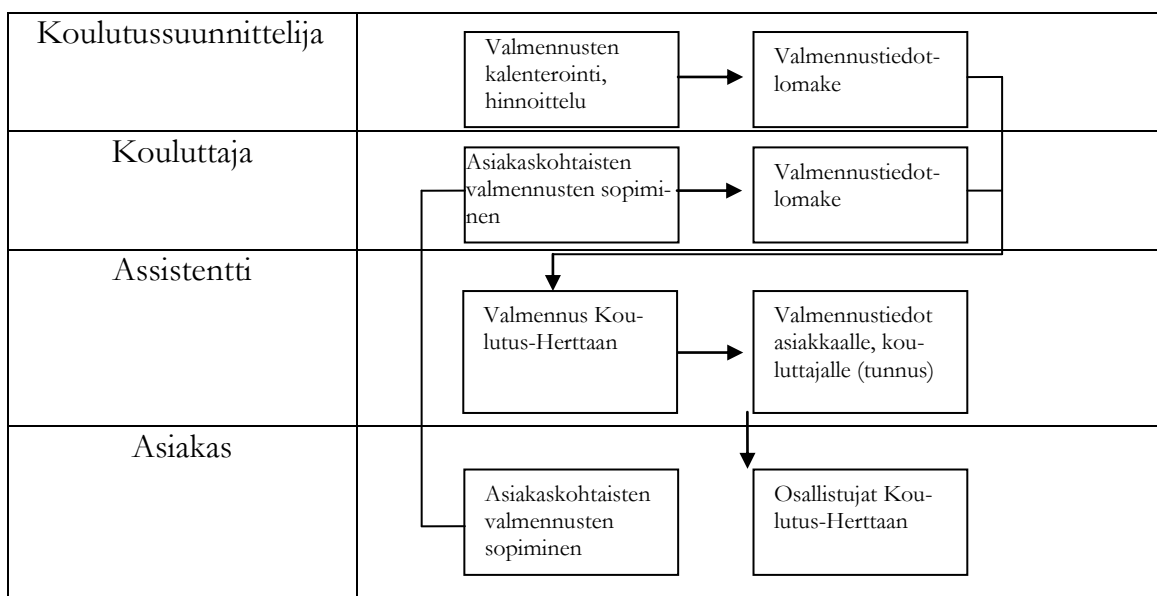 Koulutussuunnittelija
Valmennusten
kalenterointi,
hinnoittelu
Valmennustiedot-
lomake
Kouluttaja
Asiakaskohtaisten
valmennusten sopimi-
nen
Valmennustiedot-
lomake
Assistentti
Valmennus Kou-
lutus-Herttaan
Valmennustiedot
asiakkaalle, kou-
luttajalle (tunnus)
Asiakas
Asiakaskohtaisten
valmennusten
sopiminen
Osallistujat Kou-
lutus-Herttaan